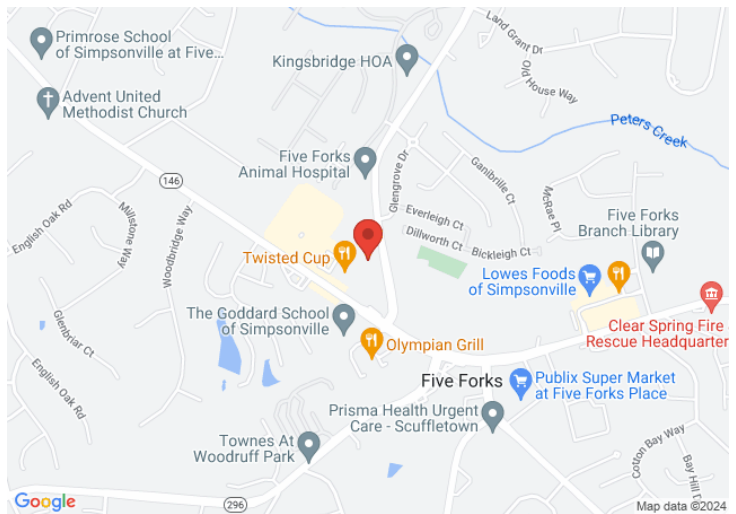 Primrose School
of Simpsonville at Five...
Land Grant Dr
Kingsbridge HOA
Old House Way
Advent United
Methodist Church
Peters Creek
Five Forks
Animal Hospital
146
Glengrove Dr
Ganibrille Ct
McRae Pl
English Oak Rd
Millstone Way
Woodbridge Way
Everleigh Ct
Dillworth Ct
Bickleigh Ct
Five Forks
Branch Library
Twisted Cup
Lowes Foods
of Simpsonville
The Goddard School
of Simpsonville
Clear Spring Fire
Rescue Headquarter
Glenbriar Ct
Olympian Grill
English Oak Rd
Five Forks
Publix Super Market
at Five Forks Place
Prisma Health Urgent
Care - Scuffletown
Townes At
Woodruff Park
Cotton Bay Way
Bay Hill D
Google
296
Map data ©2024